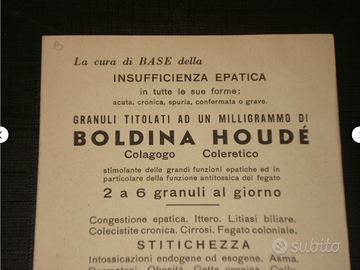 B
La cura di BASE della
INSUFFICIENZA EPATICA
in tutte le sue forme:
acuta, cronica, spuria, confermata o grave.
GRANULI TITOLATI AD UN MILLIGRAMMO DI
BOLDINA HOUDÉ
Colagogo Coleretico
stimolante delle grandi funzioni epatiche ed in
particolare della funzione antitossica del fegato
2 a 6 granuli al giorno
Congestione epatica. Ittero. Litiasi biliare.
Colecistite cronica. Cirrosi. Fegato coloniale.
STITICHEZZA
Intossicazioni endogene ed esogene. Asma.
Obesità. Gotta cronica.
subito